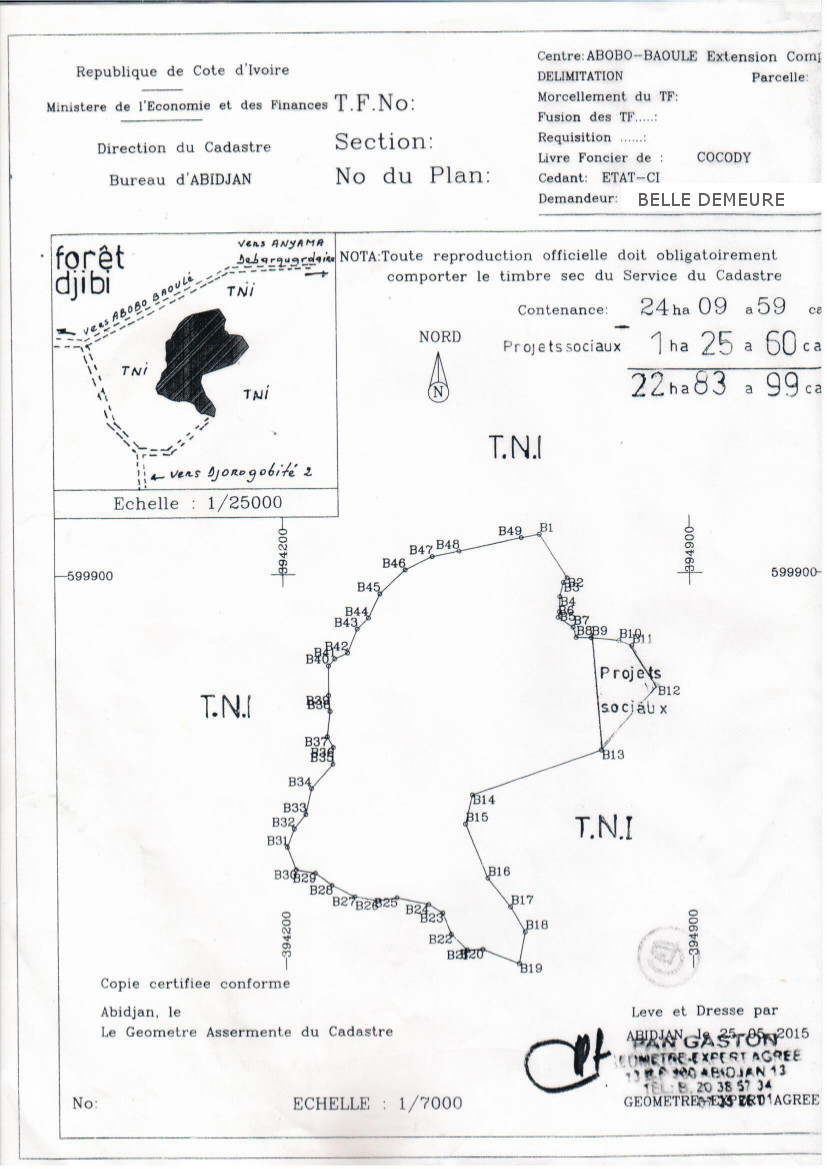 Republique de Cote d'Ivoire
Ministere de l'Economie et des Finances
Direction du Cadastre
Bureau d'ABIDJAN
T.F.No:
Section:
No du Plan:
Centre: ABOBO-BAOULE Extension Comp
DELIMITATION Parcelle:
Morcellement du TF:
Fusion des TF.....:
Requisition ......:
Livre Foncier de : COCODY
Cedant: ETAT-CI
Demandeur: BELLE DEMEURE
forêt
djibi
vers ANYAMA
Debarquardaire
vers ABOBO BAOULÉ
TNi
TNi
TNi
← vers DJOROGOBITÉ 2
Echelle : 1/25000
NOTA:Toute reproduction officielle doit obligatoirement
comporter le timbre sec du Service du Cadastre
Contenance: 24 ha 09 a 59 ca
Projets sociaux 1 ha 25 a 60 ca
22 ha 83 a 99 ca
NORD
N
T.N.I
394200
394900
599900
599900
B1
B49
B48
B47
B46
B45
B44
B43
B42
B41
B40
B39
B38
B37
B36
B35
B34
B33
B32
B31
B30
B29
B28
B27
B26
B25
B24
B23
B22
B21
B20
B19
B18
B17
B16
B15
B14
B13
B12
B11
B10
B9
B8
B7
B6
B5
B4
B3
B2
Projets
sociaux
T.N.I
T.N.I
394200
394900
Copie certifiee conforme
Abidjan, le
Le Geometre Assermente du Cadastre
Leve et Dresse par
ABIDJAN le 25-05-2015
PAN GASTON
GEOMETRE-EXPERT AGREE
13 B.P 900 ABIDJAN 13
TEL: B. 20 38 57 34
GEOMETRE-EXPERT AGREE
No:
ECHELLE : 1/7000